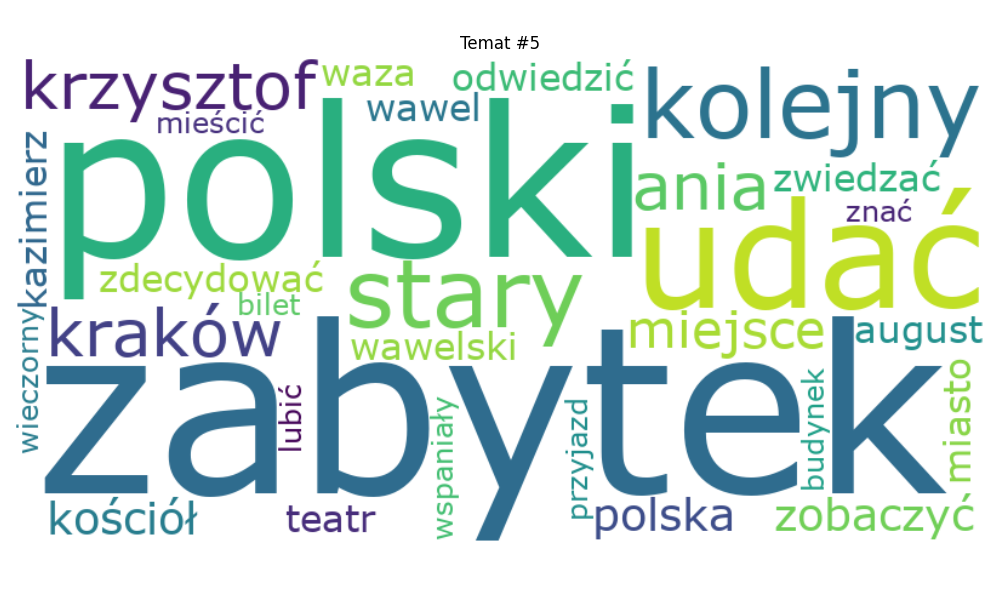 Temat #5
krzysztof
waza
odwiedzić
mieścić
wawel
kolejny
polski
kazimierz
ania
zwiedzać
znać
udać
zdecydować
stary
bilet
kraków
wawelski
miejsce
august
wieczorny
zabytek
lubić
wspaniały
przyjazd
budynek
miasto
kościół
teatr
polska
zobaczyć